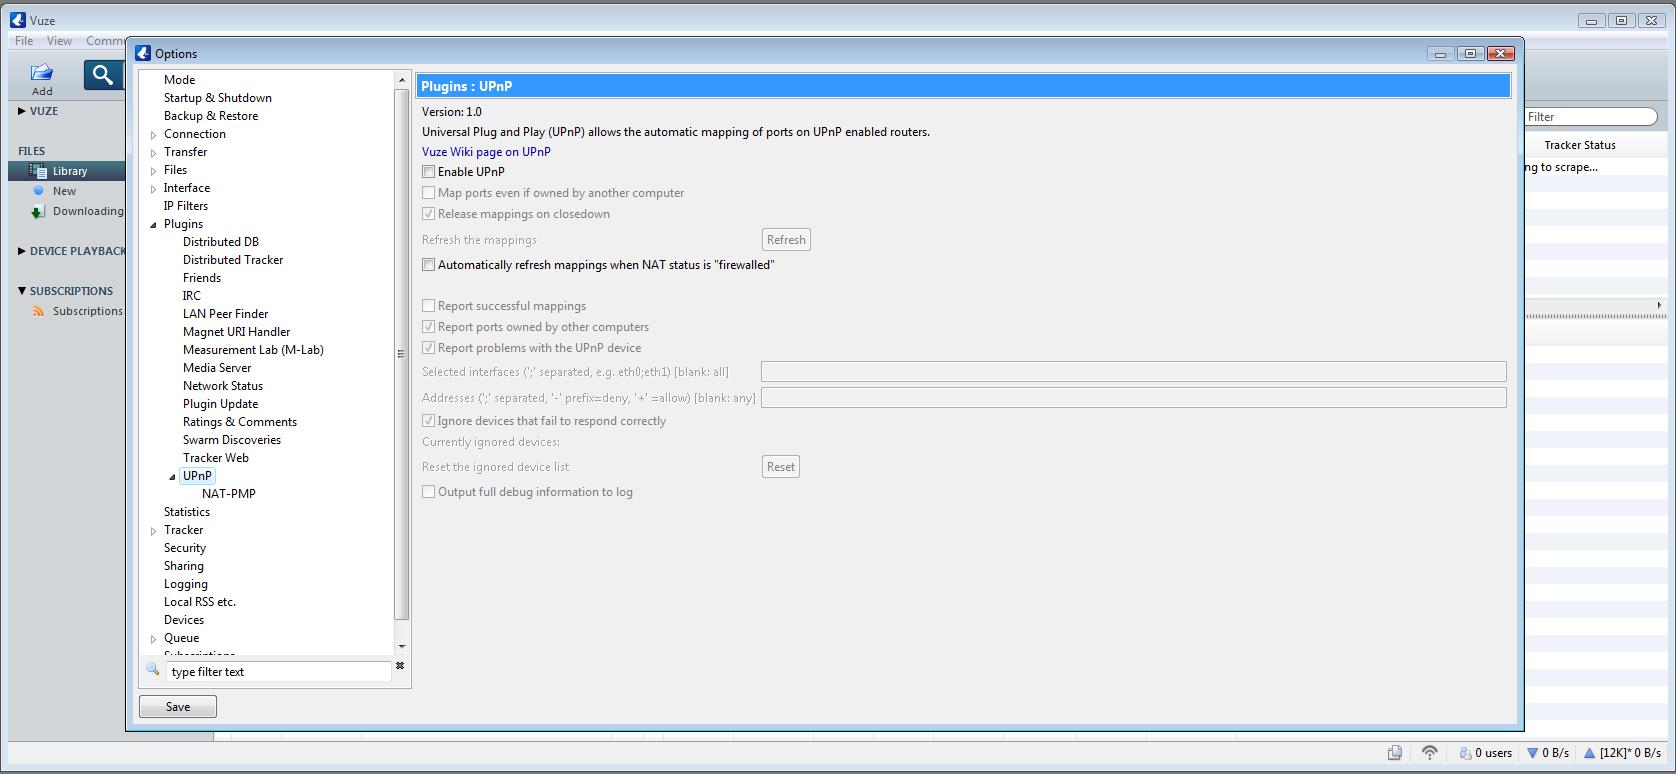 Vuze
File View Commu
Options
Add
VUZE
FILES
Library
New
Downloading
DEVICE PLAYBACK
SUBSCRIPTIONS
Subscriptions
Mode
Startup & Shutdown
Backup & Restore
Connection
Transfer
Files
Interface
IP Filters
Plugins
Distributed DB
Distributed Tracker
Friends
IRC
LAN Peer Finder
Magnet URI Handler
Measurement Lab (M-Lab)
Media Server
Network Status
Plugin Update
Ratings & Comments
Swarm Discoveries
Tracker Web
UPnP
NAT-PMP
Statistics
Tracker
Security
Sharing
Logging
Local RSS etc.
Devices
Queue
Subscriptions
type filter text
Save
Plugins : UPnP
Version: 1.0
Universal Plug and Play (UPnP) allows the automatic mapping of ports on UPnP enabled routers.
Vuze Wiki page on UPnP
Enable UPnP
Map ports even if owned by another computer
Release mappings on closedown
Refresh the mappings Refresh
Automatically refresh mappings when NAT status is "firewalled"
Report successful mappings
Report ports owned by other computers
Report problems with the UPnP device
Selected interfaces (';' separated, e.g. eth0;eth1) [blank: all]
Addresses (';' separated, '-' prefix=deny, '+' =allow) [blank: any]
Ignore devices that fail to respond correctly
Currently ignored devices:
Reset the ignored device list Reset
Output full debug information to log
Filter
Tracker Status
ng to scrape...
0 users 0 B/s [12K]* 0 B/s